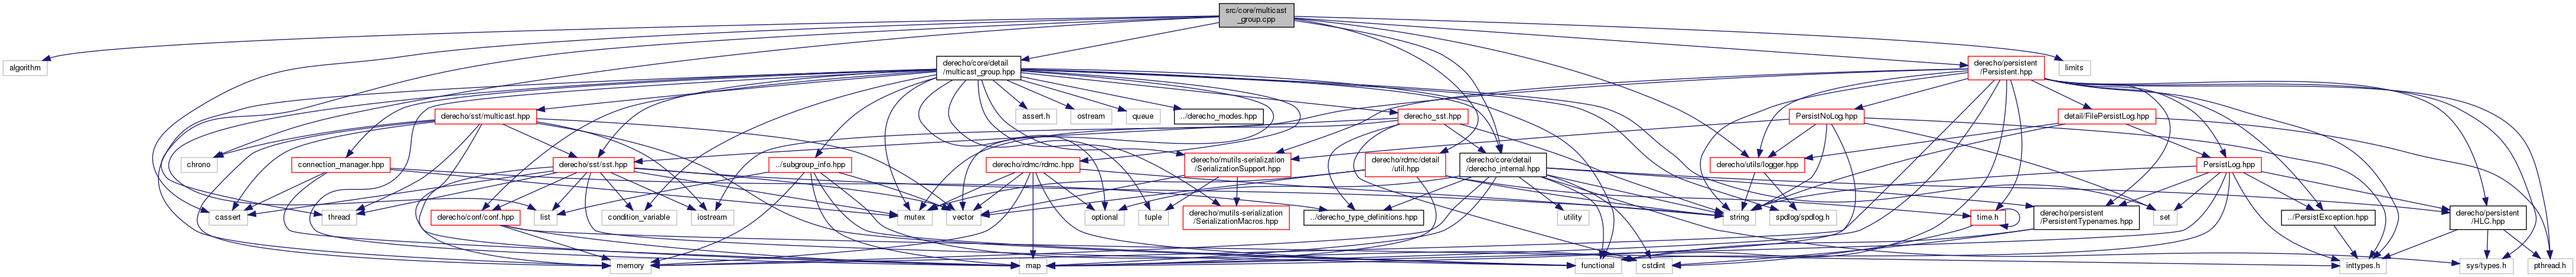 src/core/multicast
_group.cpp
algorithm
derecho/core/detail
/multicast_group.hpp
derecho/persistent
/Persistent.hpp
limits
derecho/sst/multicast.hpp
assert.h
ostream
queue
../derecho_modes.hpp
derecho_sst.hpp
PersistNoLog.hpp
detail/FilePersistLog.hpp
chrono
connection_manager.hpp
derecho/sst/sst.hpp
../subgroup_info.hpp
derecho/rdmc/rdmc.hpp
derecho/mutils-serialization
/SerializationSupport.hpp
derecho/rdmc/detail
/util.hpp
derecho/core/detail
/derecho_internal.hpp
derecho/utils/logger.hpp
PersistLog.hpp
cassert
thread
derecho/conf/conf.hpp
list
condition_variable
iostream
mutex
vector
optional
tuple
derecho/mutils-serialization
/SerializationMacros.hpp
../derecho_type_definitions.hpp
utility
string
spdlog/spdlog.h
time.h
derecho/persistent
/PersistentTypenames.hpp
set
../PersistException.hpp
derecho/persistent
/HLC.hpp
memory
map
functional
cstdint
inttypes.h
sys/types.h
pthread.h